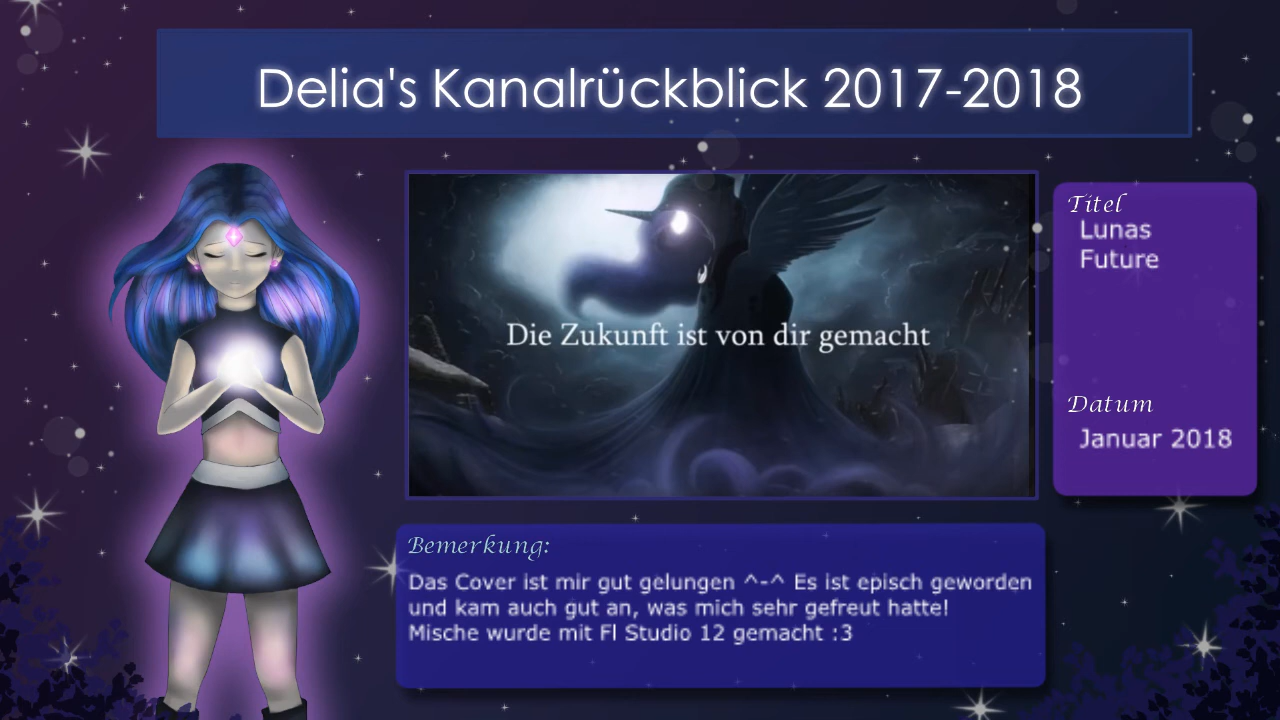 Delia's Kanalrückblick 2017-2018
Die Zukunft ist von dir gemacht
Titel
Lunas
Future
Datum
Januar 2018
Bemerkung:
Das Cover ist mir gut gelungen ^-^ Es ist episch geworden
und kam auch gut an, was mich sehr gefreut hatte!
Mische wurde mit Fl Studio 12 gemacht :3